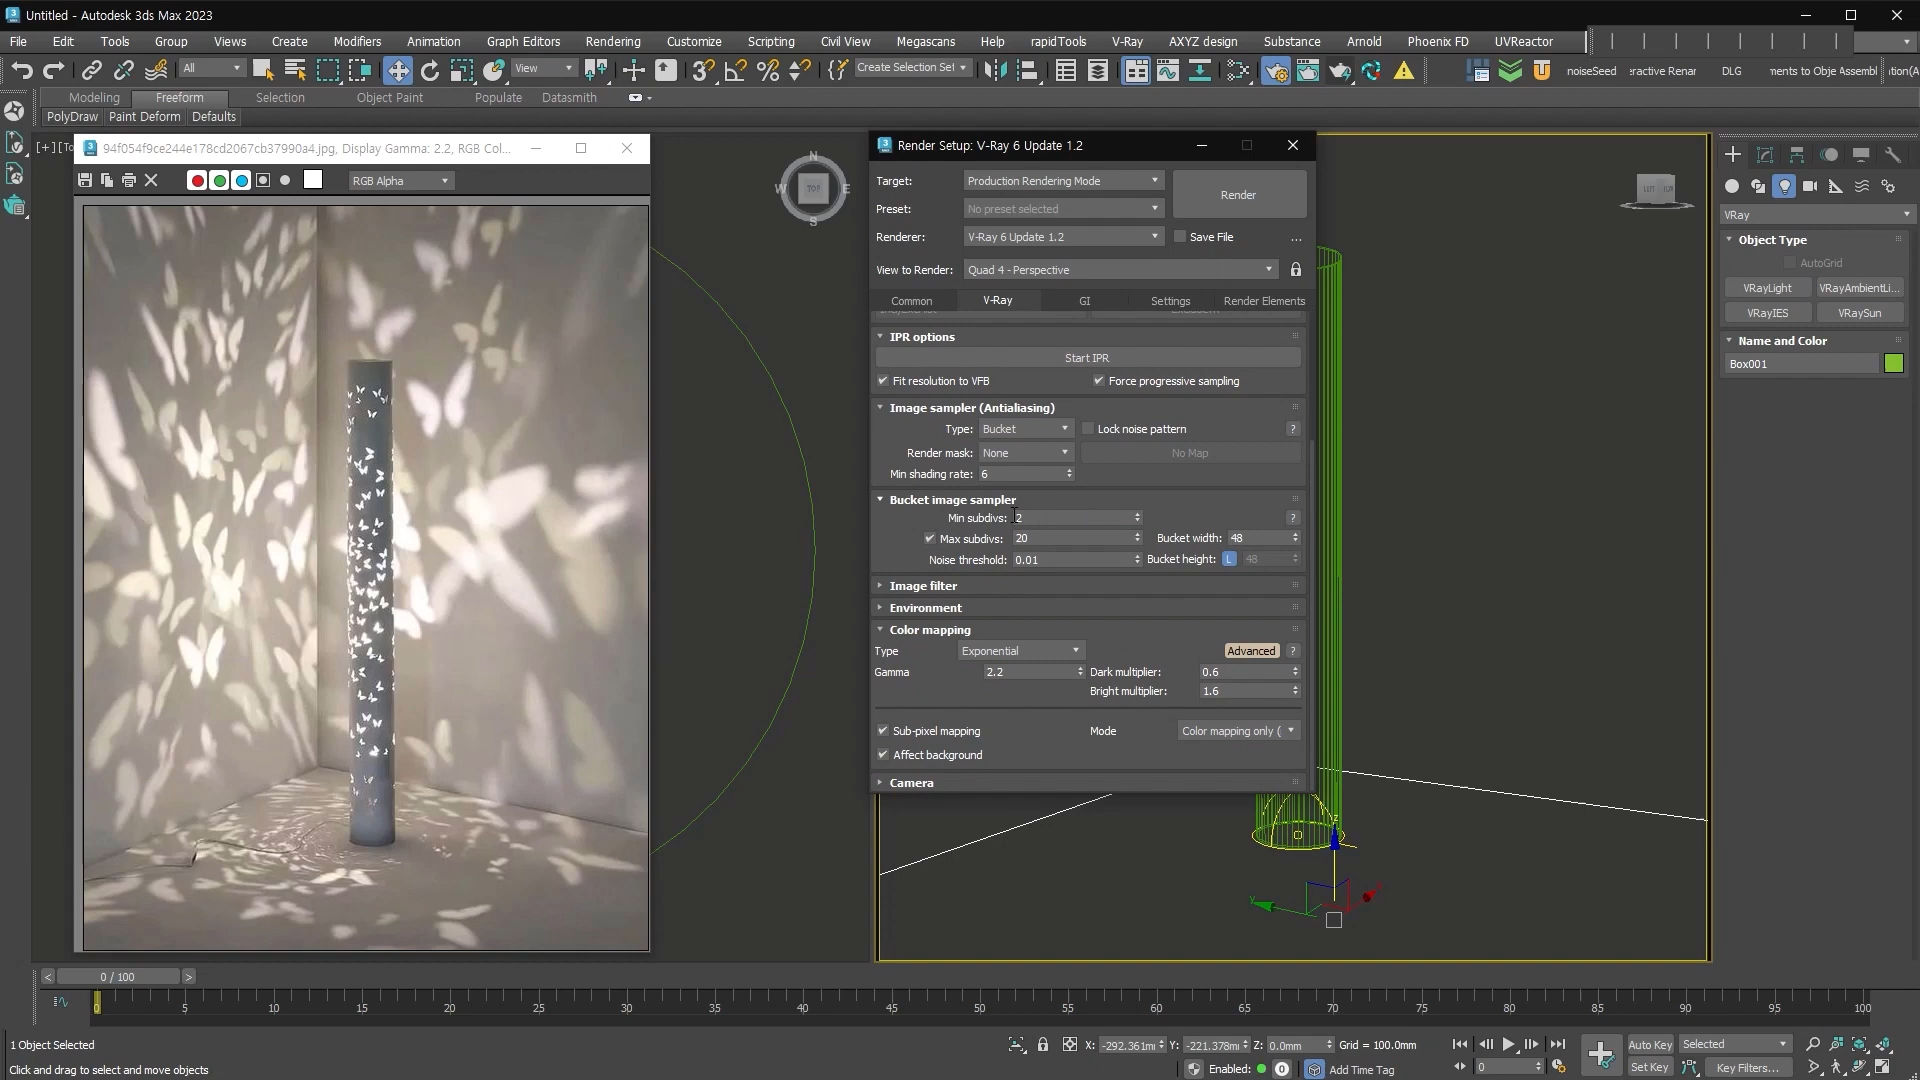 Untitled - Autodesk 3ds Max 2023
File Edit Tools Group Views Create Modifiers Animation Graph Editors Rendering Customize Scripting Civil View Megascans Help rapidTools V-Ray AXYZ design Substance Arnold Phoenix FD UVReactor
All View Create Selection Set noiseSeed eractive Renar DLG ments to Obje Assembl
Modeling Freeform Selection Object Paint Populate Datasmith
PolyDraw Paint Deform Defaults
[+] [To
94f054f9ce244e178cd2067cb37990a4.jpg, Display Gamma: 2.2, RGB Col...
RGB Alpha
N
W TOP E
S
Render Setup: V-Ray 6 Update 1.2
Target: Production Rendering Mode
Render
Preset: No preset selected
Renderer: V-Ray 6 Update 1.2 Save File ...
View to Render: Quad 4 - Perspective
Common V-Ray GI Settings Render Elements
IPR options
Start IPR
Fit resolution to VFB Force progressive sampling
Image sampler (Antialiasing)
Type: Bucket Lock noise pattern ?
Render mask: None No Map
Min shading rate: 6
Bucket image sampler
Min subdivs: 2 ?
Max subdivs: 20 Bucket width: 48
Noise threshold: 0.01 Bucket height: L 48
Image filter
Environment
Color mapping
Type Exponential Advanced ?
Gamma 2.2 Dark multiplier: 0.6
Bright multiplier: 1.6
Sub-pixel mapping Mode Color mapping only (
Affect background
Camera
LEFT
VRay
Object Type
AutoGrid
VRayLight VRayAmbientLi...
VRayIES VRaySun
Name and Color
Box001
z
y
< 0 / 100 >
0 5 10 15 20 25 30 35 40 45 50 55 60 65 70 75 80 85 90 95 100
1 Object Selected
X: -292.361m Y: -221.378m Z: 0.0mm Grid = 100.0mm
Auto Key Selected
Click and drag to select and move objects
Enabled: 0 Add Time Tag
0
Set Key Key Filters...